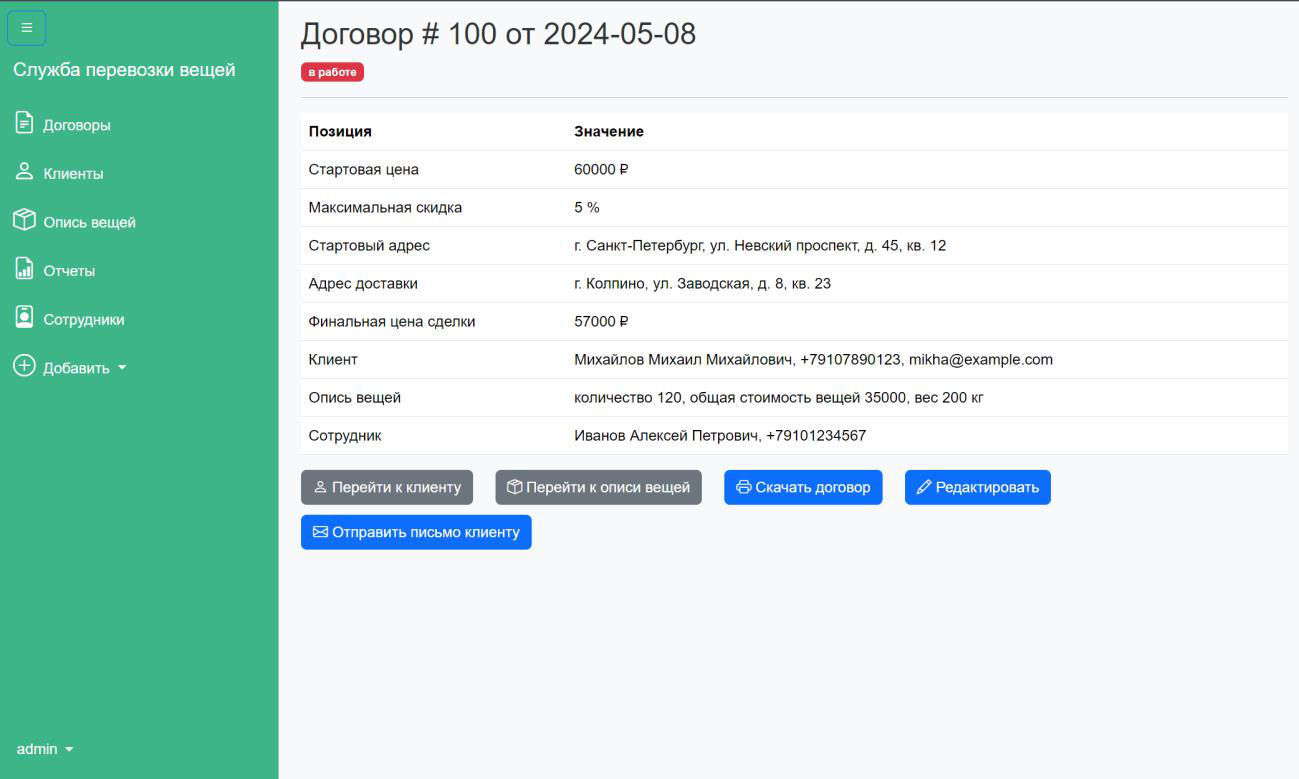 Служба перевозки вещей
Договоры
Клиенты
Опись вещей
Отчеты
Сотрудники
Добавить
admin
Договор # 100 от 2024-05-08
в работе
Позиция Значение
Стартовая цена 60000 ₽
Максимальная скидка 5 %
Стартовый адрес г. Санкт-Петербург, ул. Невский проспект, д. 45, кв. 12
Адрес доставки г. Колпино, ул. Заводская, д. 8, кв. 23
Финальная цена сделки 57000 ₽
Клиент Михайлов Михаил Михайлович, +79107890123, mikha@example.com
Опись вещей количество 120, общая стоимость вещей 35000, вес 200 кг
Сотрудник Иванов Алексей Петрович, +79101234567
Перейти к клиенту Перейти к описи вещей Скачать договор Редактировать
Отправить письмо клиенту